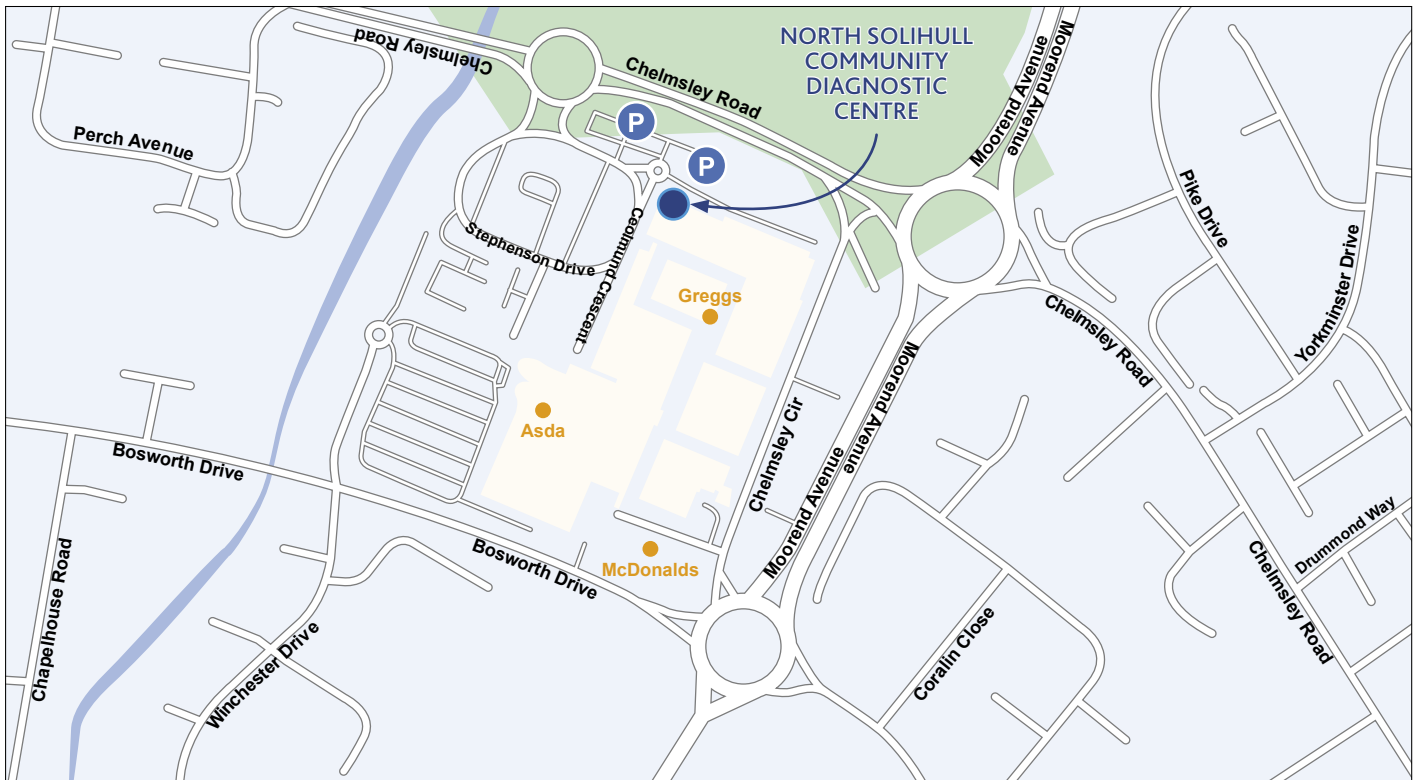 Chelmsley Road
NORTH SOLIHULL
COMMUNITY
DIAGNOSTIC
CENTRE
Chelmsley Road
Moorend Avenue
Moorend Avenue
P
P
Perch Avenue
Pike Drive
Stephenson Drive
Ceolmund Crescent
Yorkminster Drive
Greggs
Chelmsley Road
Moorend Avenue
Asda
Chelmsley Cir
Bosworth Drive
Moorend Avenue
Drummond Way
Bosworth Drive
McDonalds
Chelmsley Road
Chapelhouse Road
Winchester Drive
Coralin Close